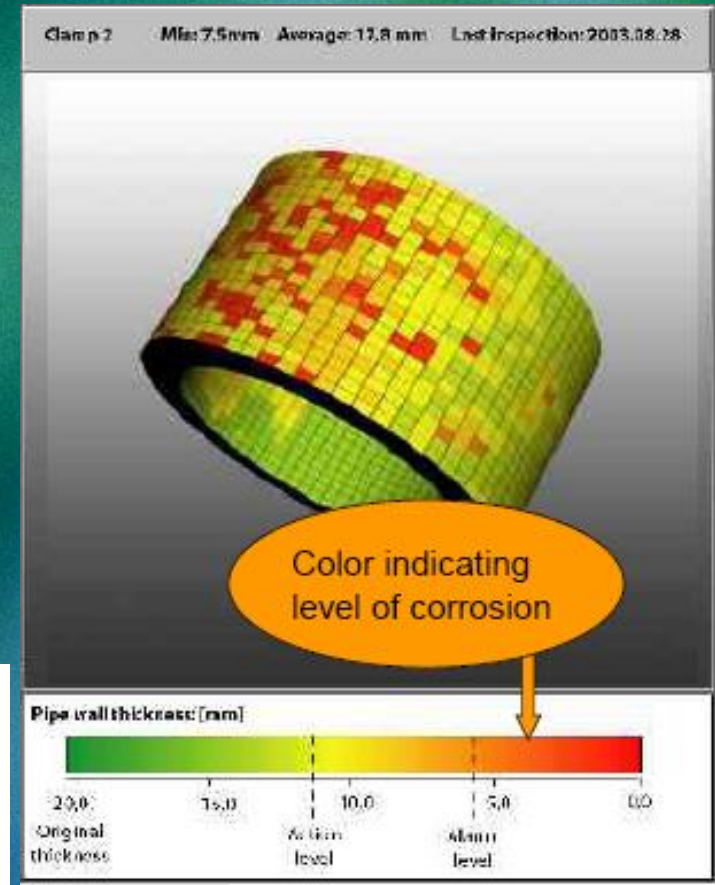 Clamp 2 Min: 7.5mm Average: 17.8 mm Last inspection: 2003.08.28
Color indicating
level of corrosion
Pipe wall thickness: [mm]
20,0 15,0 10,0 5,0 0,0
Original Action Alarm
thickness level level